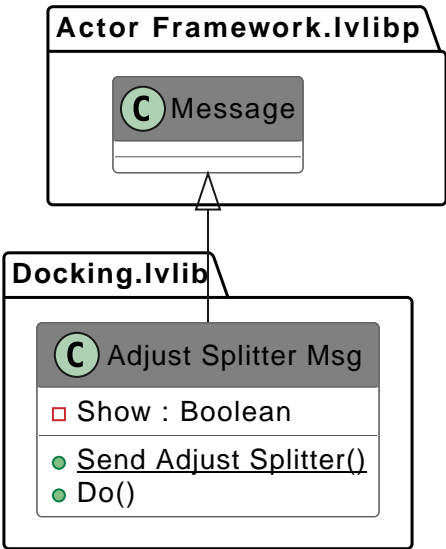 Actor Framework.lvlibp
C Message
Docking.lvlib
C Adjust Splitter Msg
Show : Boolean
Send Adjust Splitter()
Do()